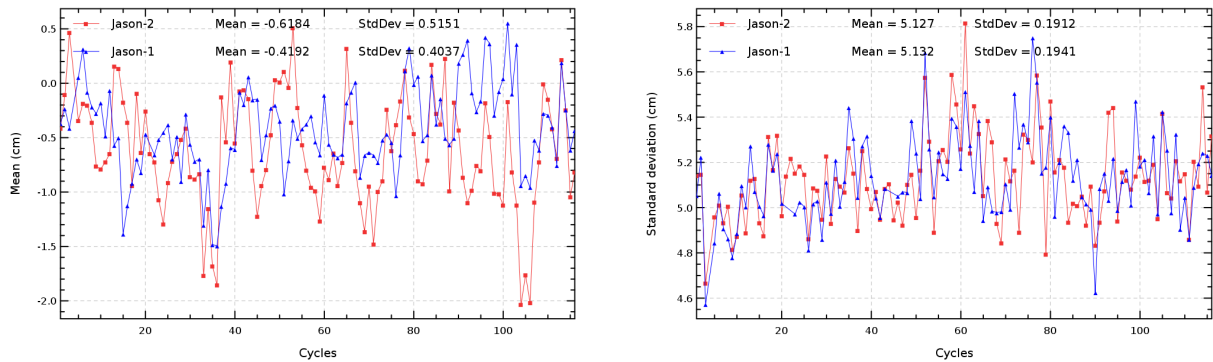 0.5
0.0
-0.5
-1.0
-1.5
-2.0
Mean (cm)
Jason-2 Mean = -0.6184 StdDev = 0.5151
Jason-1 Mean = -0.4192 StdDev = 0.4037
20 40 60 80 100
Cycles
5.8
5.6
5.4
5.2
5.0
4.8
4.6
Standard deviation (cm)
Jason-2 Mean = 5.127 StdDev = 0.1912
Jason-1 Mean = 5.132 StdDev = 0.1941
20 40 60 80 100
Cycles